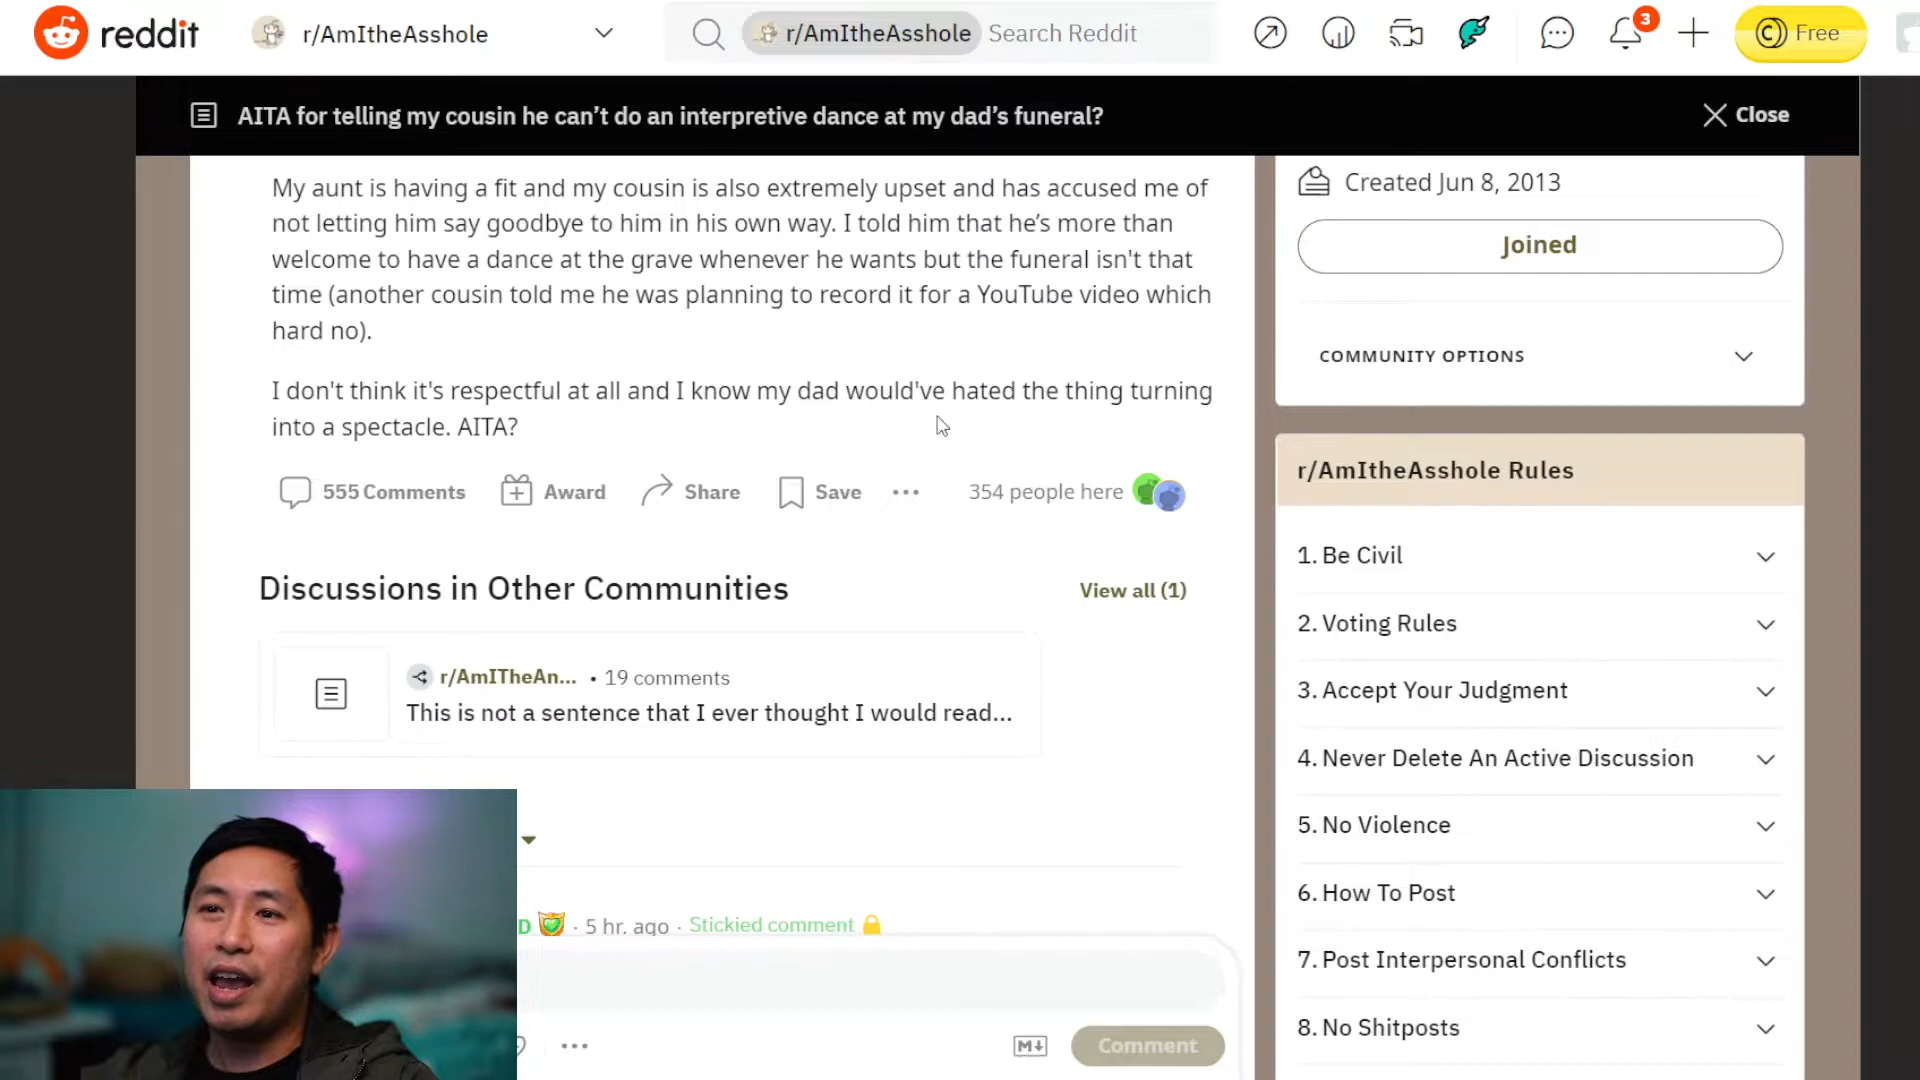 reddit
r/AmItheAsshole
r/AmItheAsshole Search Reddit
3
Free
AITA for telling my cousin he can’t do an interpretive dance at my dad’s funeral?
Close
My aunt is having a fit and my cousin is also extremely upset and has accused me of
not letting him say goodbye to him in his own way. I told him that he’s more than
welcome to have a dance at the grave whenever he wants but the funeral isn't that
time (another cousin told me he was planning to record it for a YouTube video which
hard no).
I don't think it's respectful at all and I know my dad would've hated the thing turning
into a spectacle. AITA?
555 Comments
Award
Share
Save
354 people here
Discussions in Other Communities
View all (1)
r/AmITheAn... • 19 comments
This is not a sentence that I ever thought I would read...
D · 5 hr. ago · Stickied comment
M↓
Comment
Created Jun 8, 2013
Joined
COMMUNITY OPTIONS
r/AmItheAsshole Rules
1. Be Civil
2. Voting Rules
3. Accept Your Judgment
4. Never Delete An Active Discussion
5. No Violence
6. How To Post
7. Post Interpersonal Conflicts
8. No Shitposts